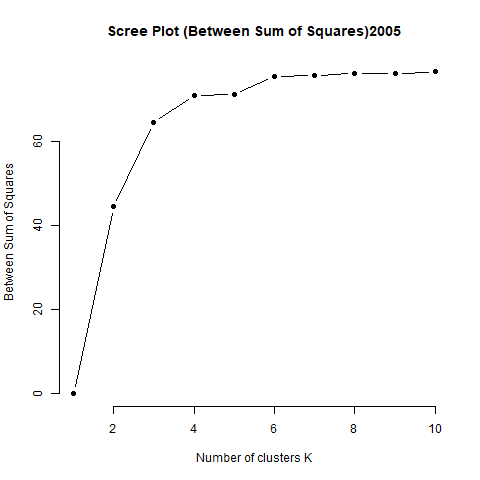 Scree Plot (Between Sum of Squares)2005
Between Sum of Squares
60
40
20
0
2 4 6 8 10
Number of clusters K